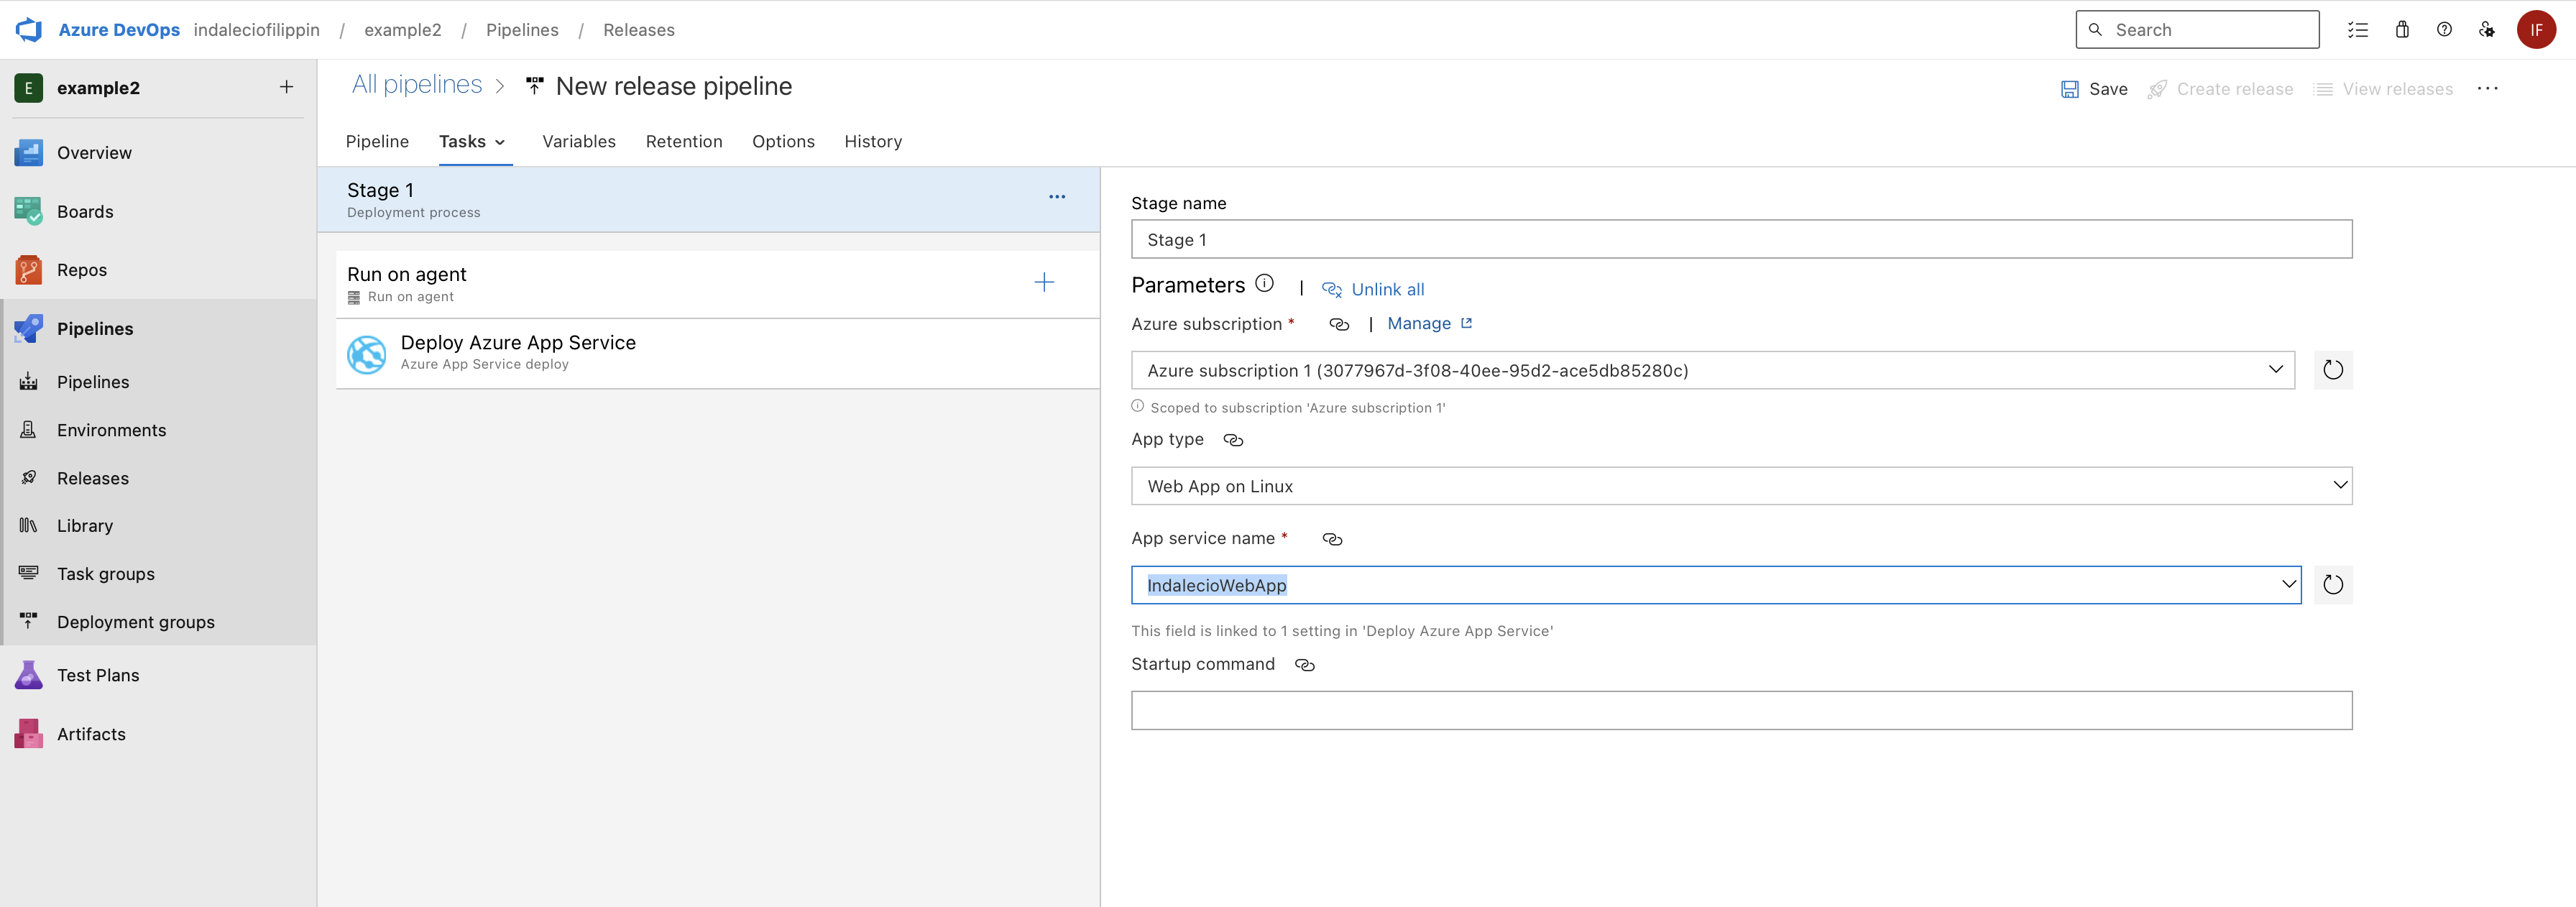 Azure DevOps indaleciofilippin / example2 / Pipelines / Releases
Search
IF
E example2
Overview
Boards
Repos
Pipelines
Pipelines
Environments
Releases
Library
Task groups
Deployment groups
Test Plans
Artifacts
All pipelines > New release pipeline
Save Create release View releases ...
Pipeline Tasks Variables Retention Options History
Stage 1
Deployment process
...
Run on agent
Run on agent
Deploy Azure App Service
Azure App Service deploy
Stage name
Stage 1
Parameters | Unlink all
Azure subscription * | Manage
Azure subscription 1 (3077967d-3f08-40ee-95d2-ace5db85280c)
Scoped to subscription 'Azure subscription 1'
App type
Web App on Linux
App service name *
IndalecioWebApp
This field is linked to 1 setting in 'Deploy Azure App Service'
Startup command